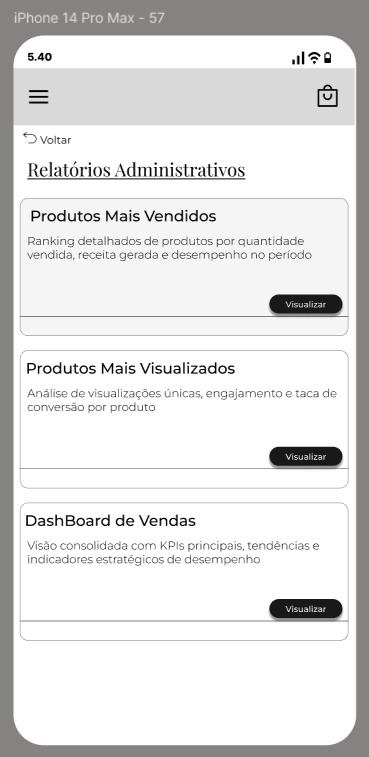 iPhone 14 Pro Max - 57
5.40
Voltar
Relatórios Administrativos
Produtos Mais Vendidos
Ranking detalhados de produtos por quantidade
vendida, receita gerada e desempenho no período
Visualizar
Produtos Mais Visualizados
Análise de visualizações únicas, engajamento e taca de
conversão por produto
Visualizar
DashBoard de Vendas
Visão consolidada com KPIs principais, tendências e
indicadores estratégicos de desempenho
Visualizar